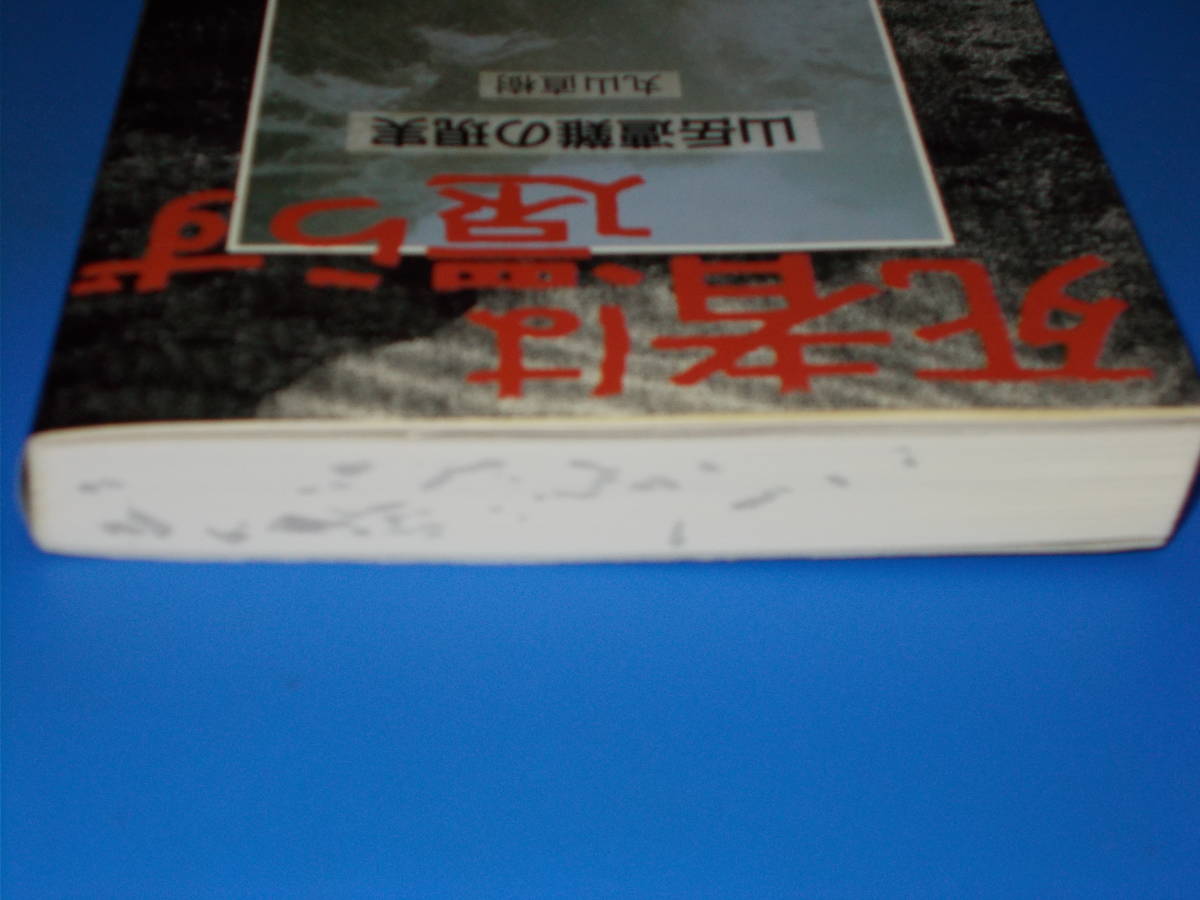 死者は還らず
山岳遭難の現実
丸山直樹